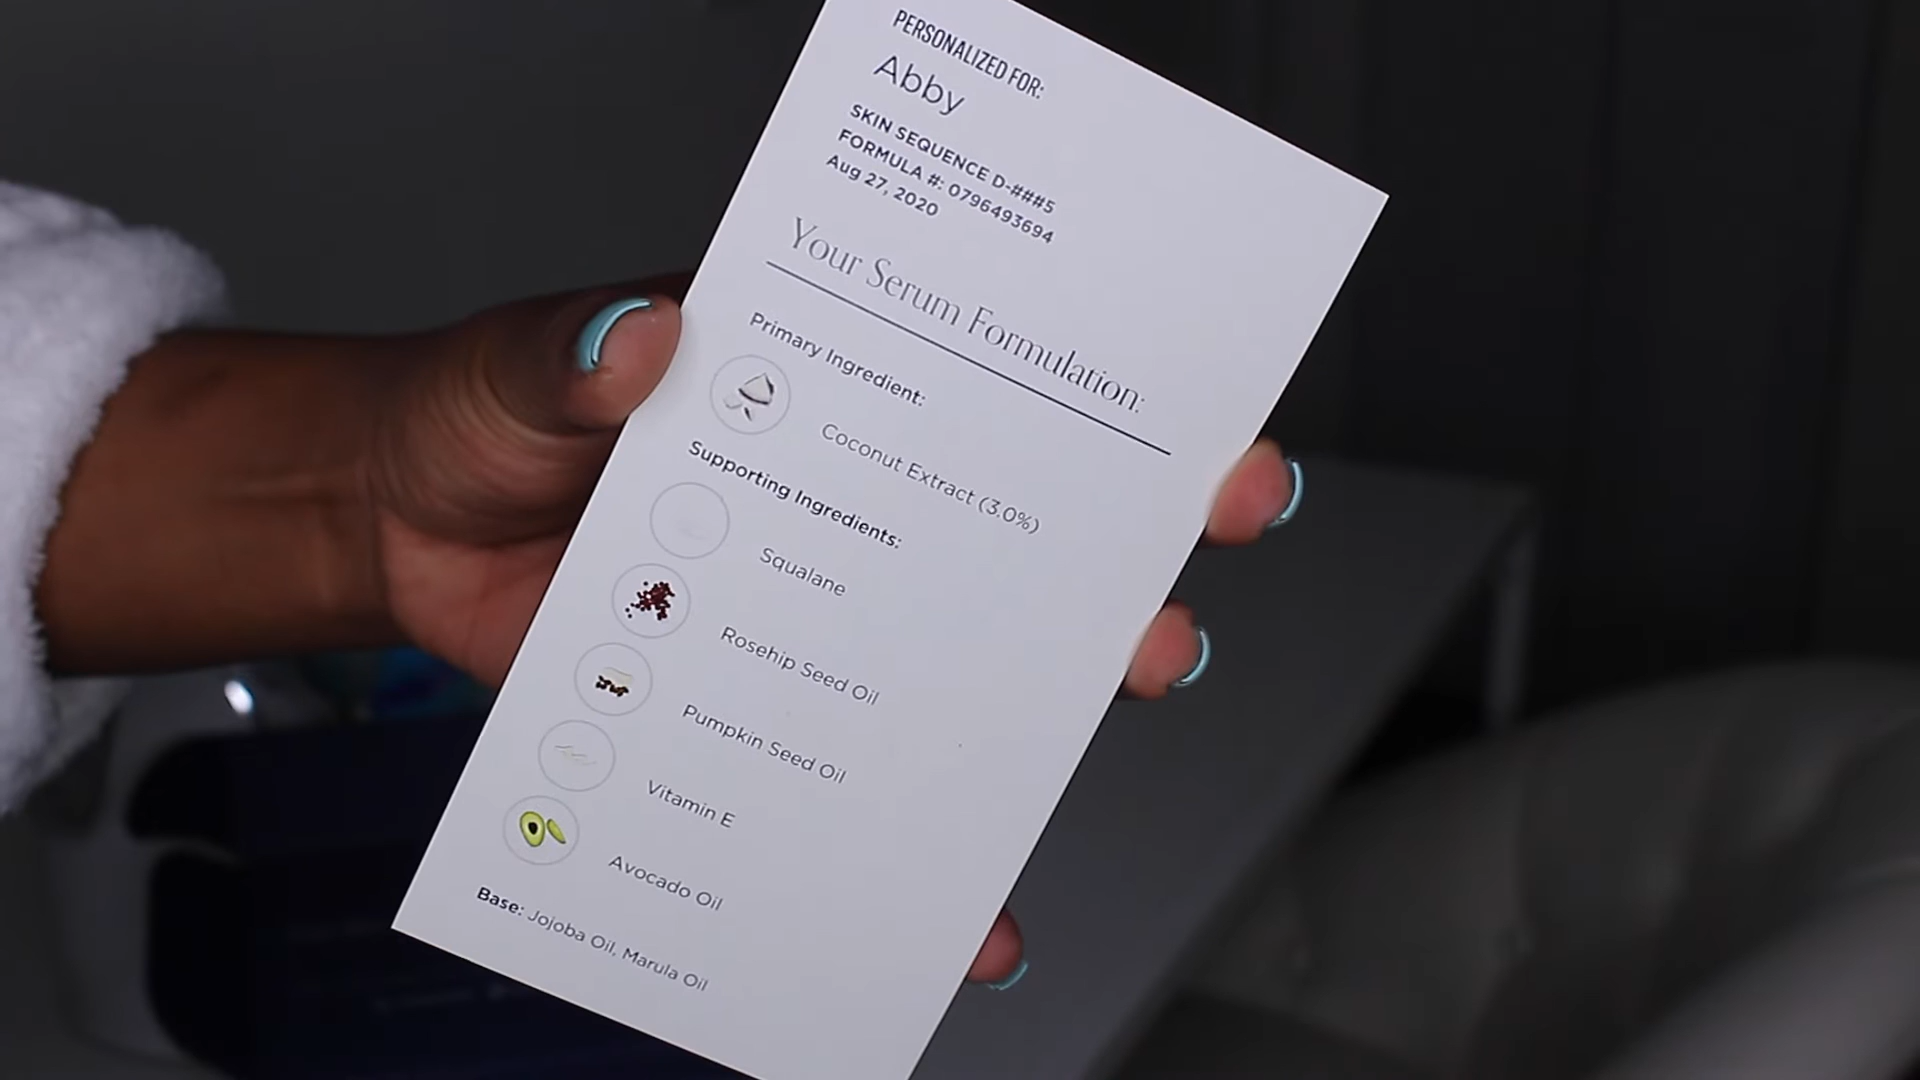 PERSONALIZED FOR:
Abby
SKIN SEQUENCE D-###5
FORMULA #: 0796493694
Aug 27, 2020
Your Serum Formulation:
Primary Ingredient:
Coconut Extract (3.0%)
Supporting Ingredients:
Squalane
Rosehip Seed Oil
Pumpkin Seed Oil
Vitamin E
Avocado Oil
Base: Jojoba Oil, Marula Oil